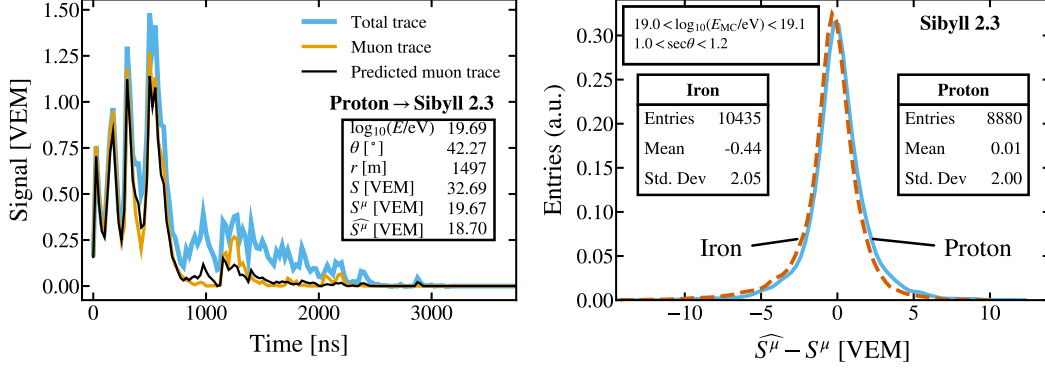 Signal [VEM]
1.50
1.25
1.00
0.75
0.50
0.25
0.00
Total trace
Muon trace
Predicted muon trace
Proton → Sibyll 2.3
log₁₀(E/eV) 19.69
θ [°] 42.27
r [m] 1497
S [VEM] 32.69
S^μ [VEM] 19.67
\widehat{S^μ} [VEM] 18.70
0 1000 2000 3000
Time [ns]
Entries (a.u.)
0.30
0.25
0.20
0.15
0.10
0.05
0.00
19.0 < log₁₀(E_MC/eV) < 19.1
1.0 < secθ < 1.2
Sibyll 2.3
Iron
Entries 10435
Mean -0.44
Std. Dev 2.05
Proton
Entries 8880
Mean 0.01
Std. Dev 2.00
Iron
Proton
−10 −5 0 5 10
\widehat{S^μ} − S^μ [VEM]